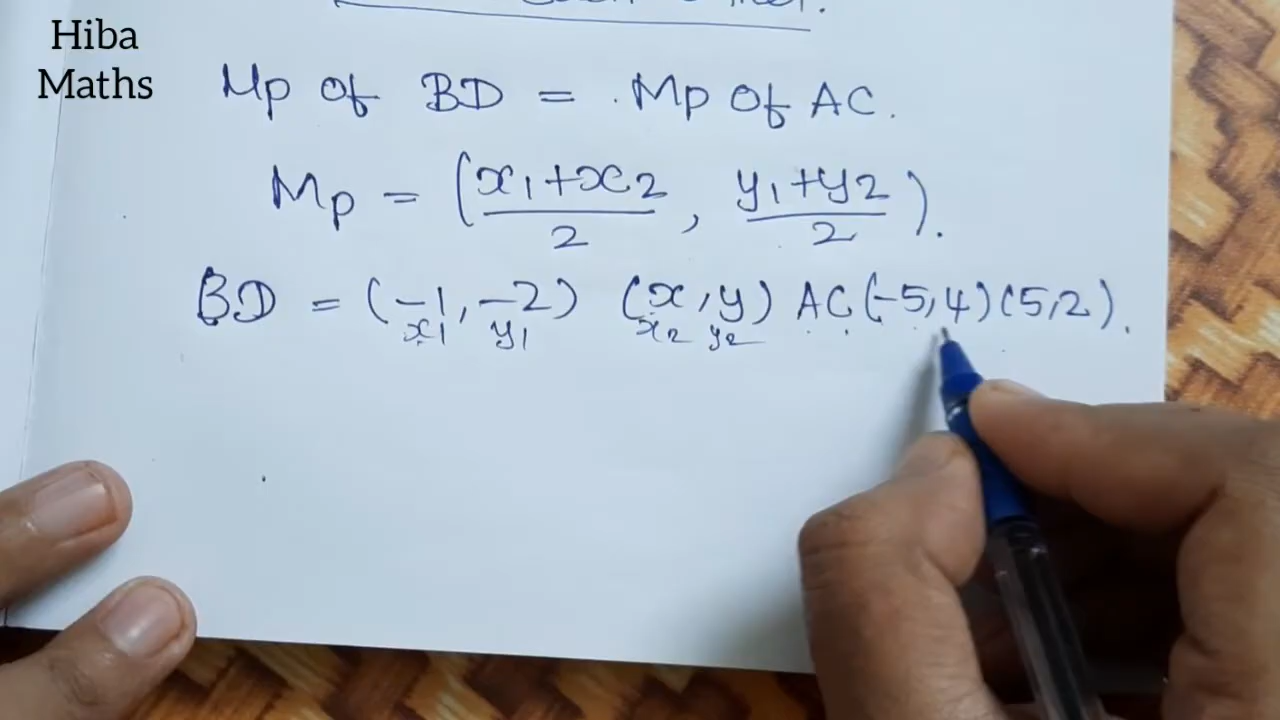 Hiba
Maths
Mp of BD = Mp Of AC.
Mp = (x1+x2/2, y1+y2/2).
BD = (-1, -2) (x, y) AC(-5, 4)(5, 2).
x1 y1 x2 y2